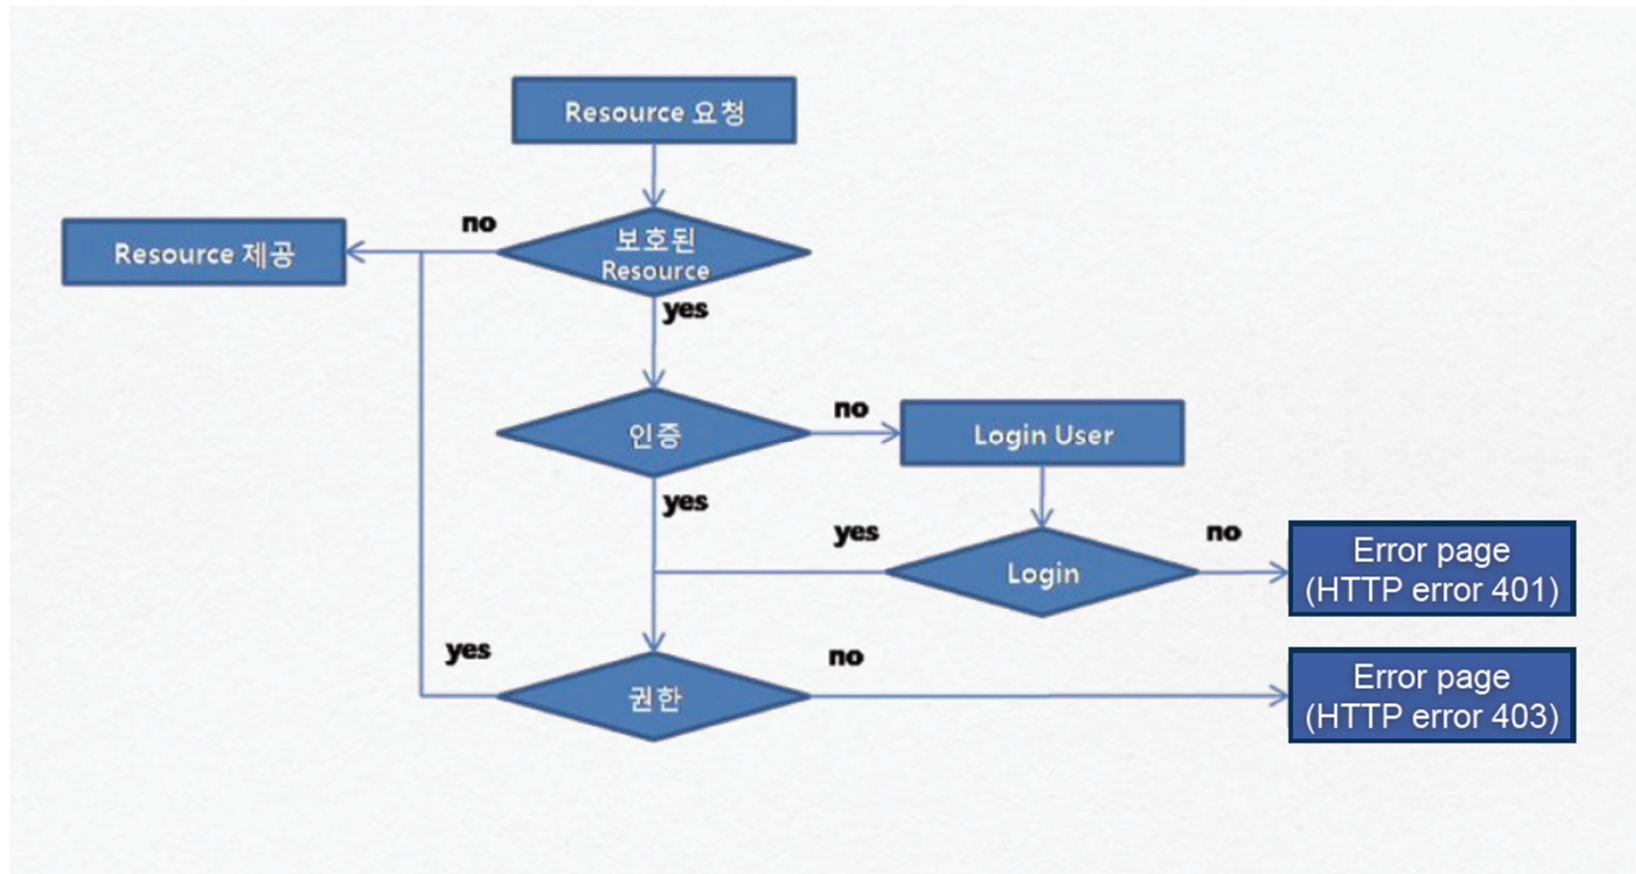 Resource 요청
no
Resource 제공
보호된
Resource
yes
인증
no
Login User
yes
yes
Login
no
Error page
(HTTP error 401)
yes
권한
no
Error page
(HTTP error 403)